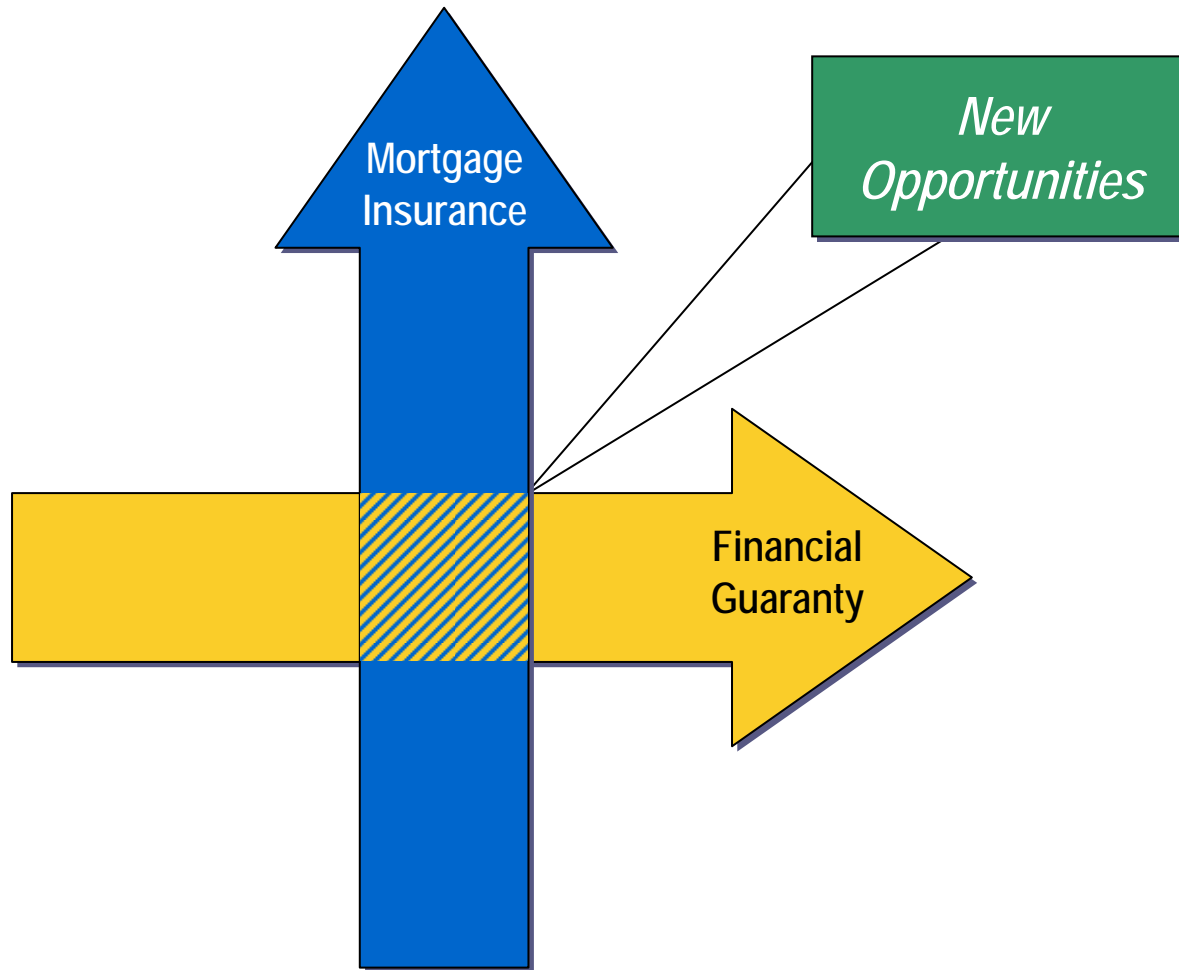 Mortgage
Insurance
New
Opportunities
Financial
Guaranty